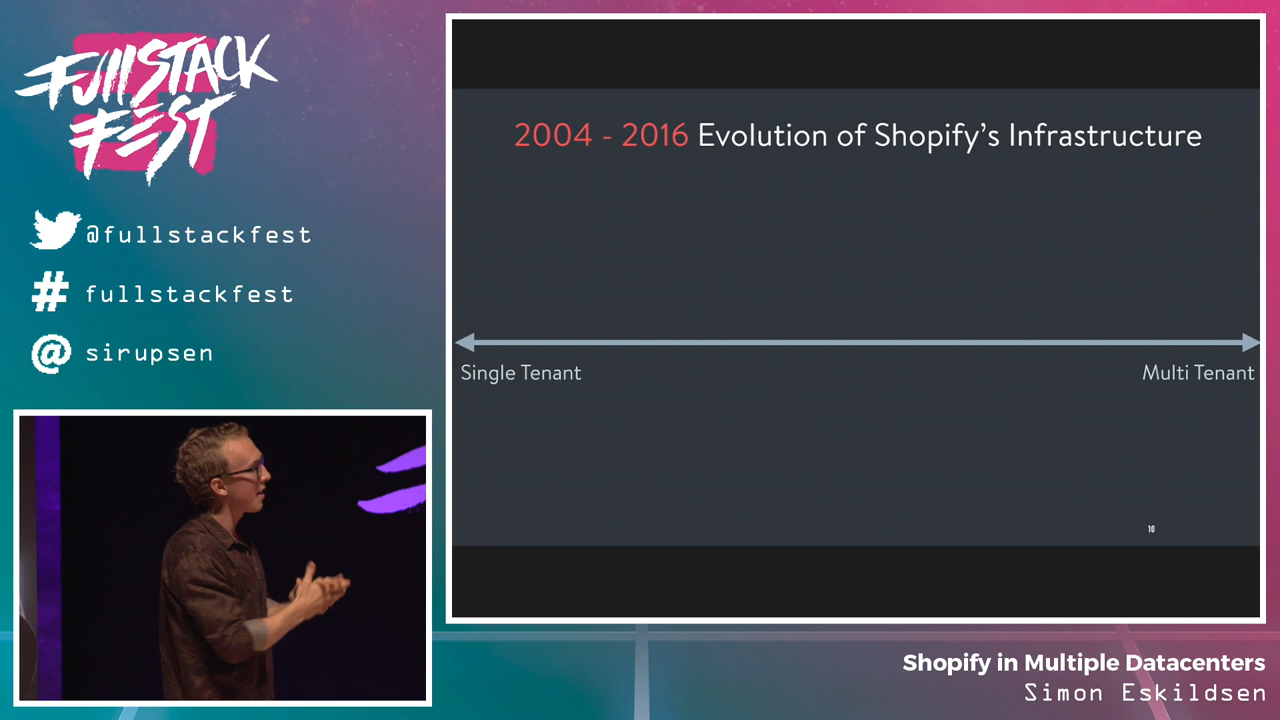 FullSTACK
FEST
@fullstackfest
# fullstackfest
@ sirupsen
2004 - 2016 Evolution of Shopify's Infrastructure
Single Tenant
Multi Tenant
10
Shopify in Multiple Datacenters
Simon Eskildsen